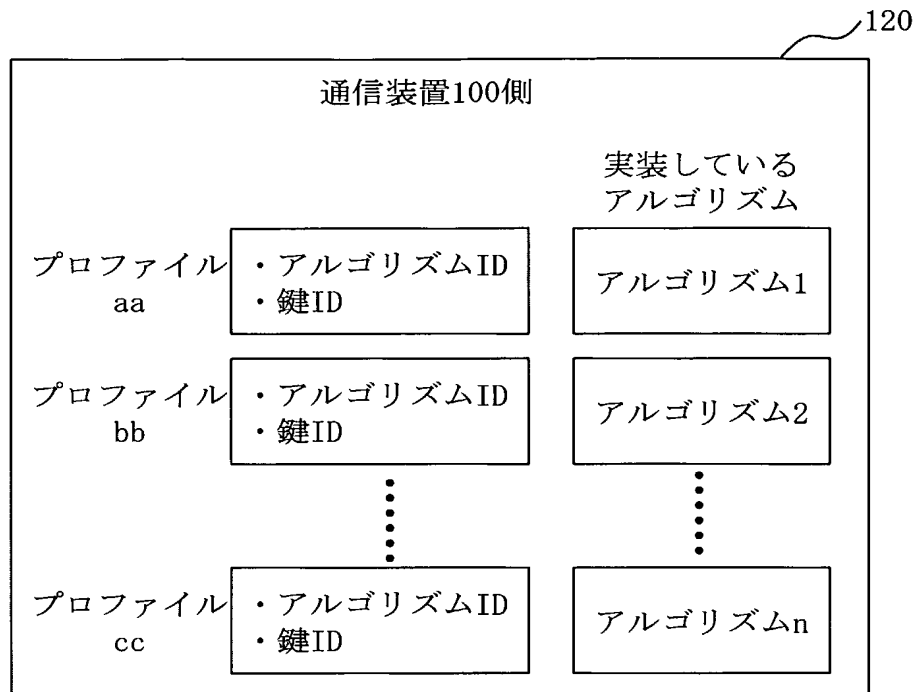 120
通信装置100側
実装している
アルゴリズム
プロファイル
aa
・アルゴリズムID
・鍵ID
アルゴリズム1
プロファイル
bb
・アルゴリズムID
・鍵ID
アルゴリズム2
プロファイル
cc
・アルゴリズムID
・鍵ID
アルゴリズムn